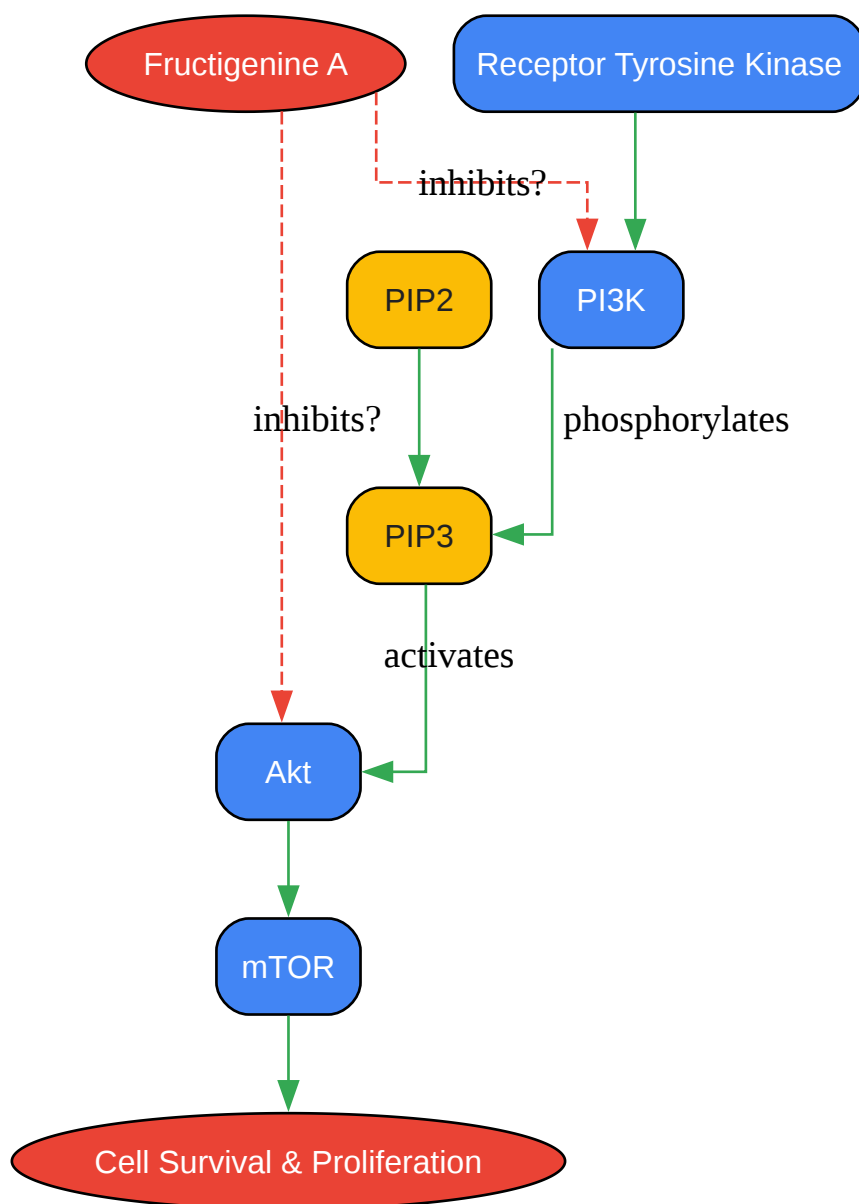 Fructigenine A
Receptor Tyrosine Kinase
inhibits?
PIP2
PI3K
inhibits?
phosphorylates
PIP3
activates
Akt
mTOR
Cell Survival & Proliferation